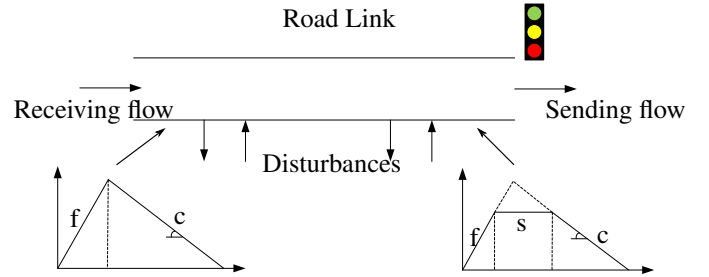 Road Link
Receiving flow
Sending flow
Disturbances
f
c
f
s
c